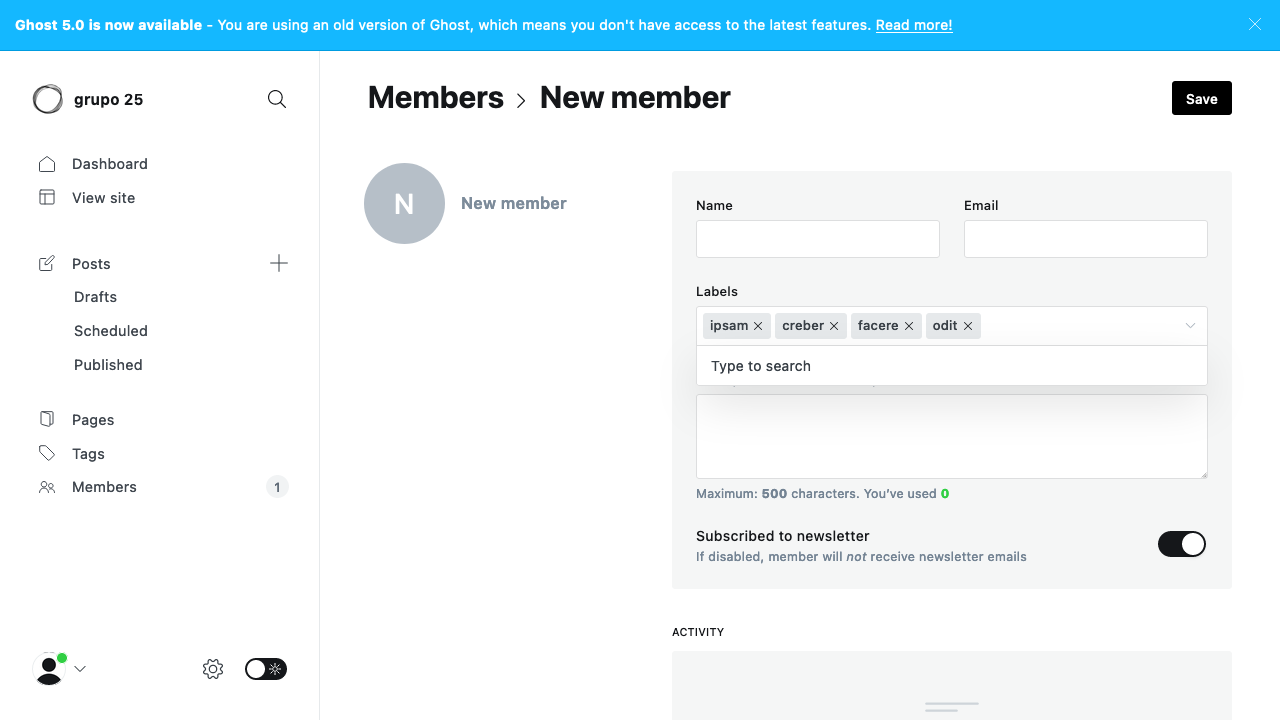 Ghost 5.0 is now available - You are using an old version of Ghost, which means you don't have access to the latest features. Read more!
grupo 25
Members > New member
Save
Dashboard
View site
Posts
Drafts
Scheduled
Published
Pages
Tags
Members 1
N New member
Name
Email
Labels
ipsam creber facere odit
Type to search
Maximum: 500 characters. You've used 0
Subscribed to newsletter
If disabled, member will not receive newsletter emails
ACTIVITY